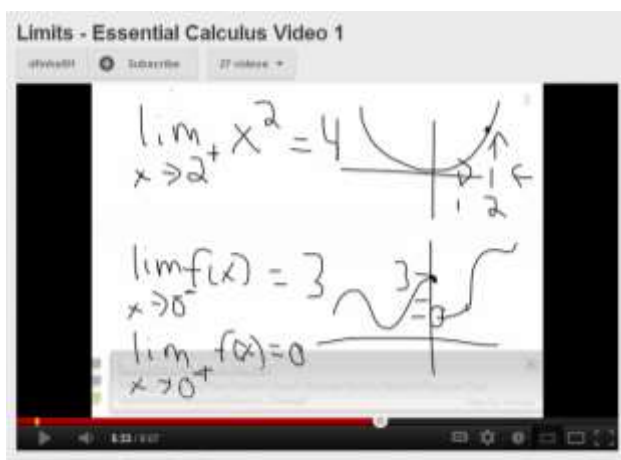 Limits - Essential Calculus Video 1
Subscribe 27 videos
lim x→2⁺ x² = 4
1 2
lim x→0⁻ f(x) = 3
3
lim x→0⁺ f(x) = 0